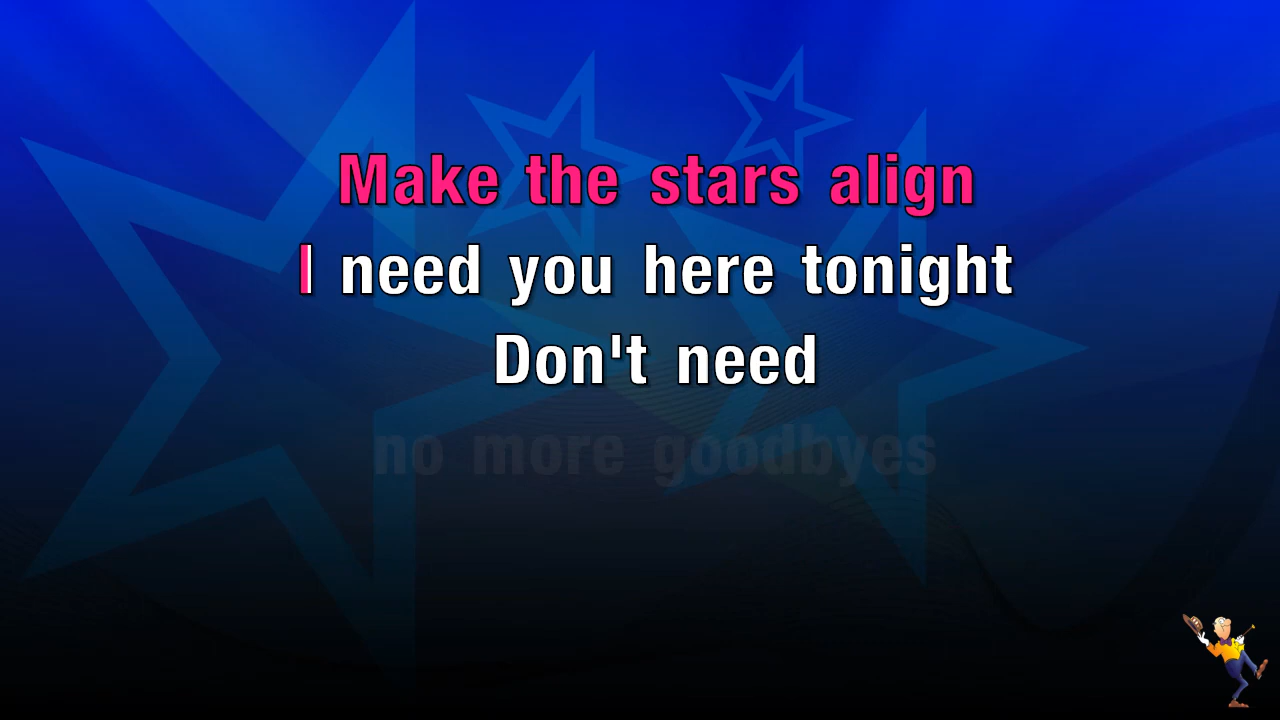 Make the stars align
I need you here tonight
Don't need
no more goodbyes